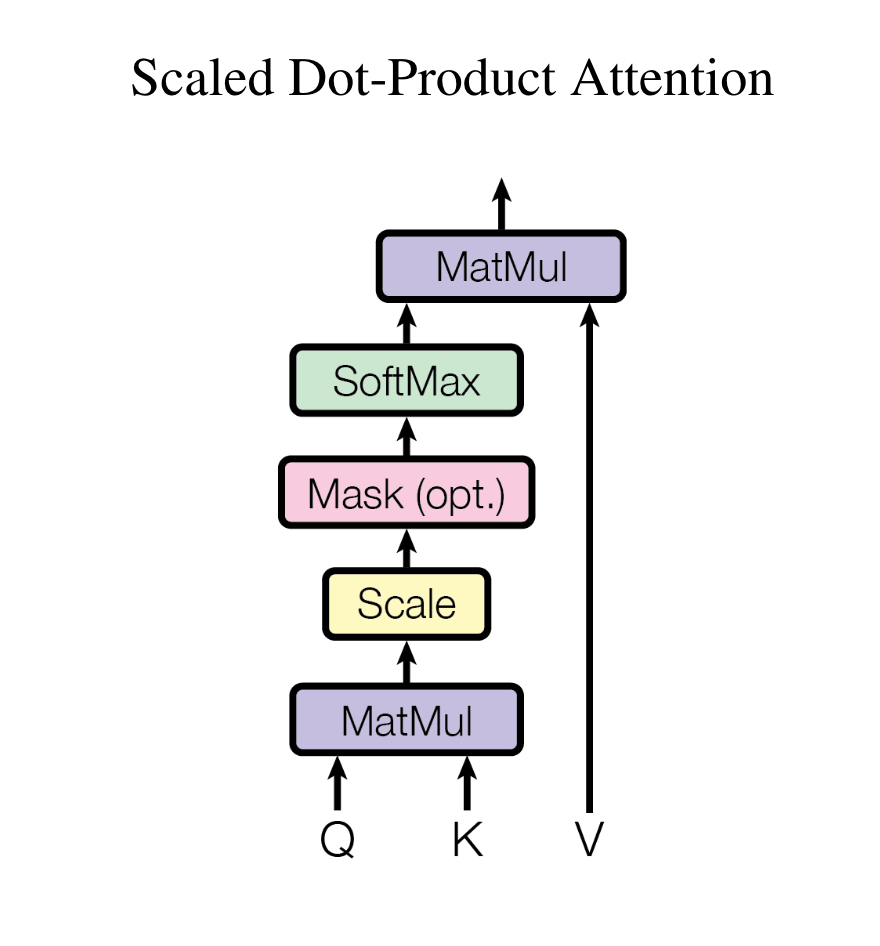 Scaled Dot-Product Attention
MatMul
SoftMax
Mask (opt.)
Scale
MatMul
Q K V